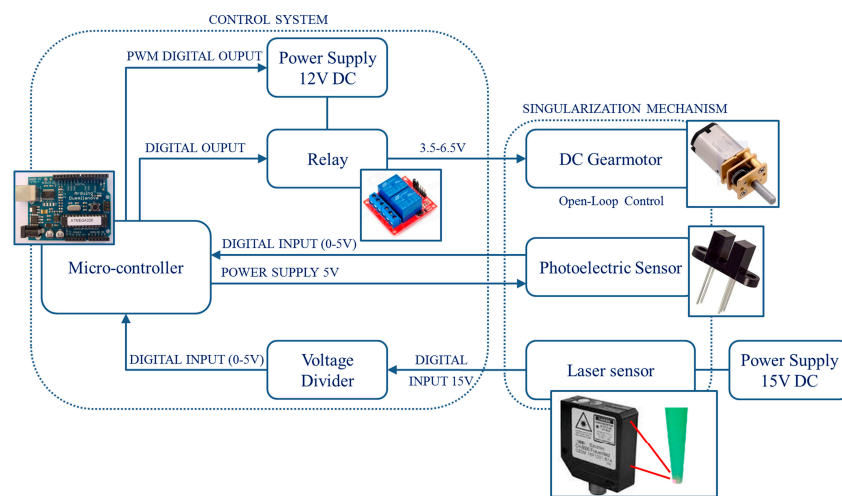 CONTROL SYSTEM
PWM DIGITAL OUPUT
Power Supply
12V DC
SINGULARIZATION MECHANISM
DIGITAL OUPUT
Relay
3.5-6.5V
DC Gearmotor
Open-Loop Control
Arduino
Duemilanove
DIGITAL INPUT (0-5V)
Micro-controller
Photoelectric Sensor
POWER SUPPLY 5V
DIGITAL INPUT (0-5V)
Voltage
Divider
DIGITAL
INPUT 15V
Laser sensor
Power Supply
15V DC